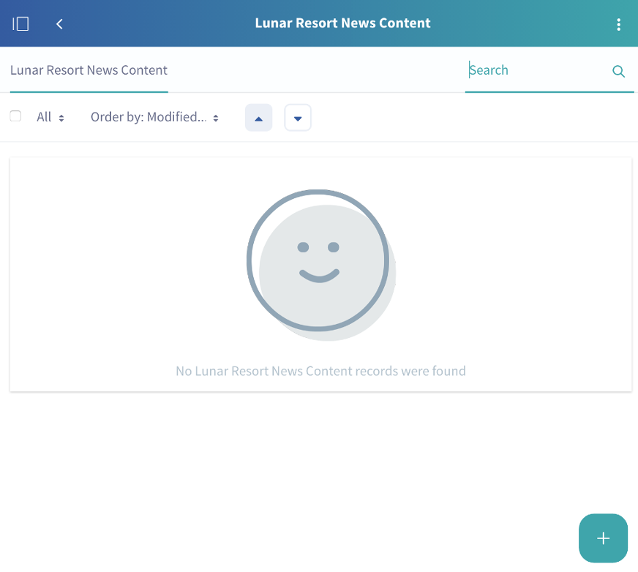 Lunar Resort News Content
Lunar Resort News Content
Search
All
Order by: Modified...
No Lunar Resort News Content records were found